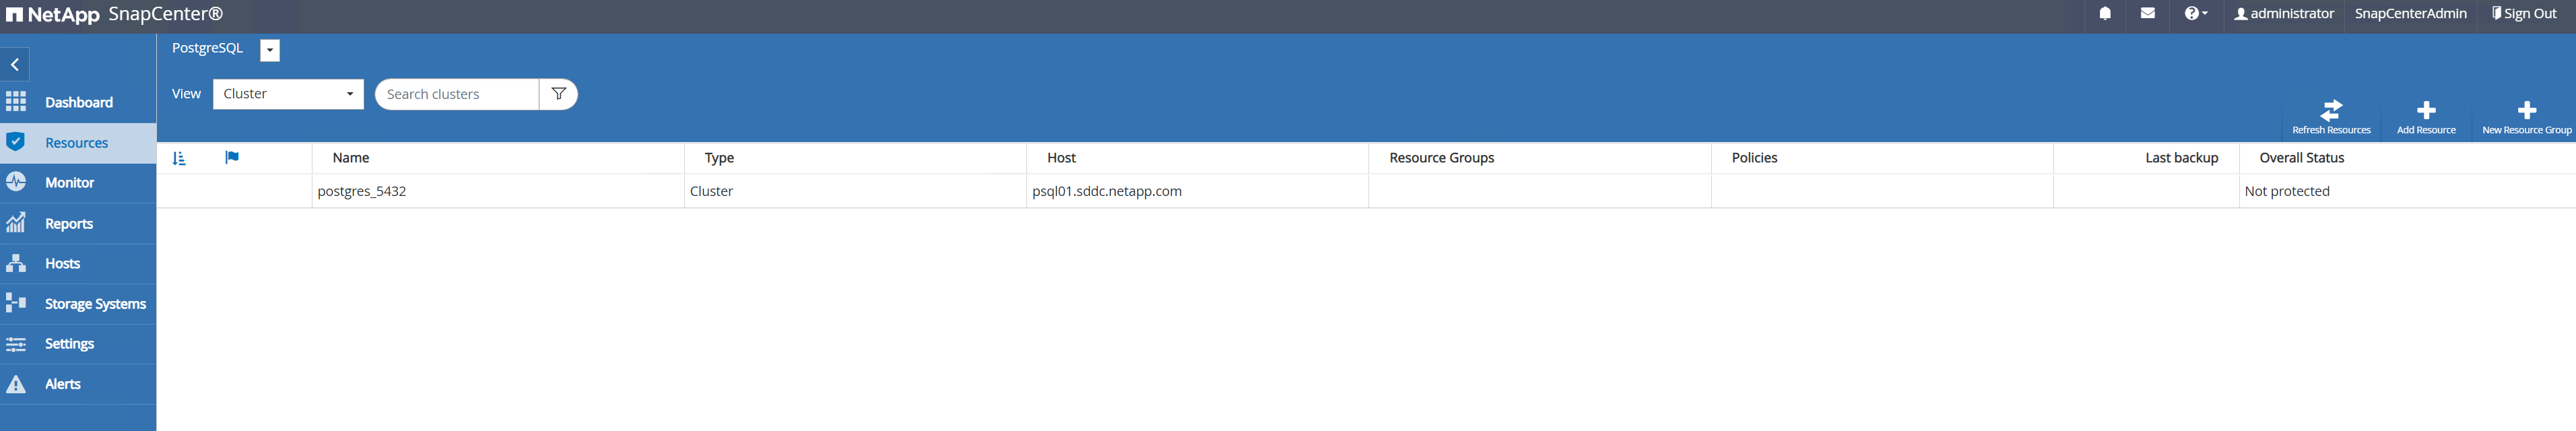 NetApp SnapCenter®
administrator SnapCenterAdmin Sign Out
PostgreSQL
View Cluster Search clusters
Refresh Resources Add Resource New Resource Group
Dashboard
Resources
Monitor
Reports
Hosts
Storage Systems
Settings
Alerts
Name Type Host Resource Groups Policies Last backup Overall Status
postgres_5432 Cluster psql01.sddc.netapp.com Not protected